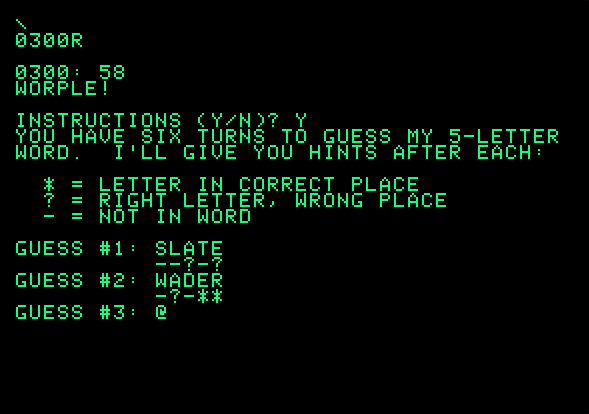 \
0300R
0300: 58
WORPLE!
INSTRUCTIONS (Y/N)? Y
YOU HAVE SIX TURNS TO GUESS MY 5-LETTER
WORD.  I'LL GIVE YOU HINTS AFTER EACH:
* = LETTER IN CORRECT PLACE
? = RIGHT LETTER, WRONG PLACE
- = NOT IN WORD
GUESS #1: SLATE
--?-?
GUESS #2: WADER
-?-**
GUESS #3: @